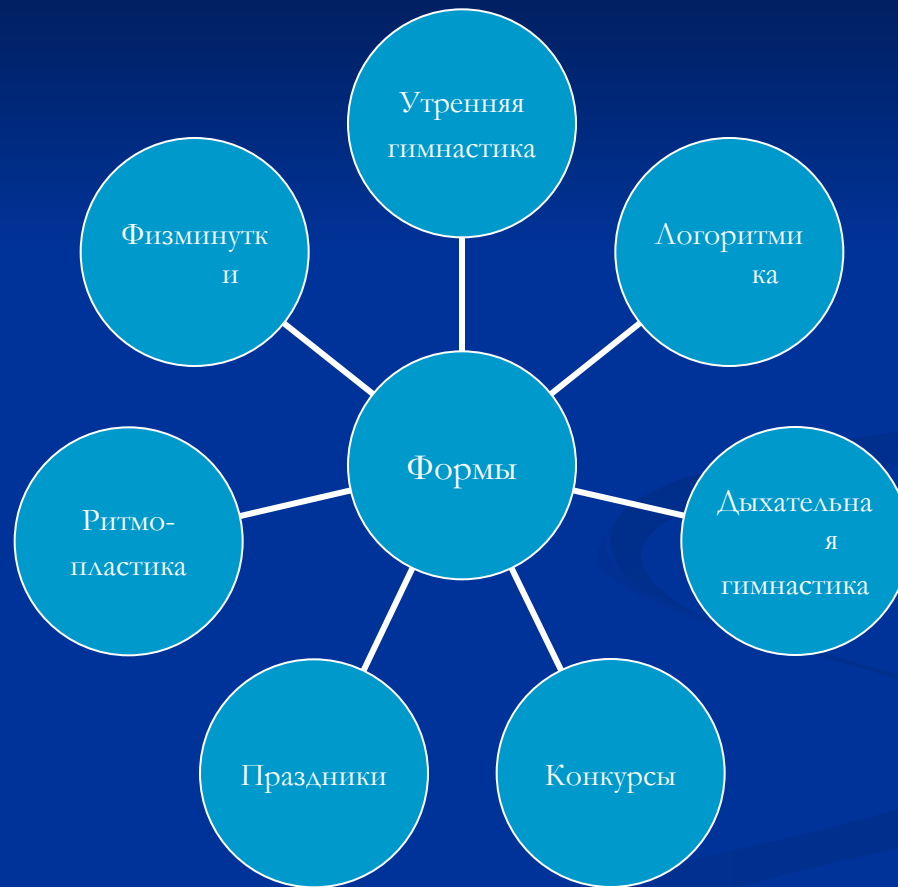 Утренняя
гимнастика
Физминутк
и
Логоритми
ка
Формы
Ритмо-
пластика
Дыхательна
я
гимнастика
Праздники
Конкурсы